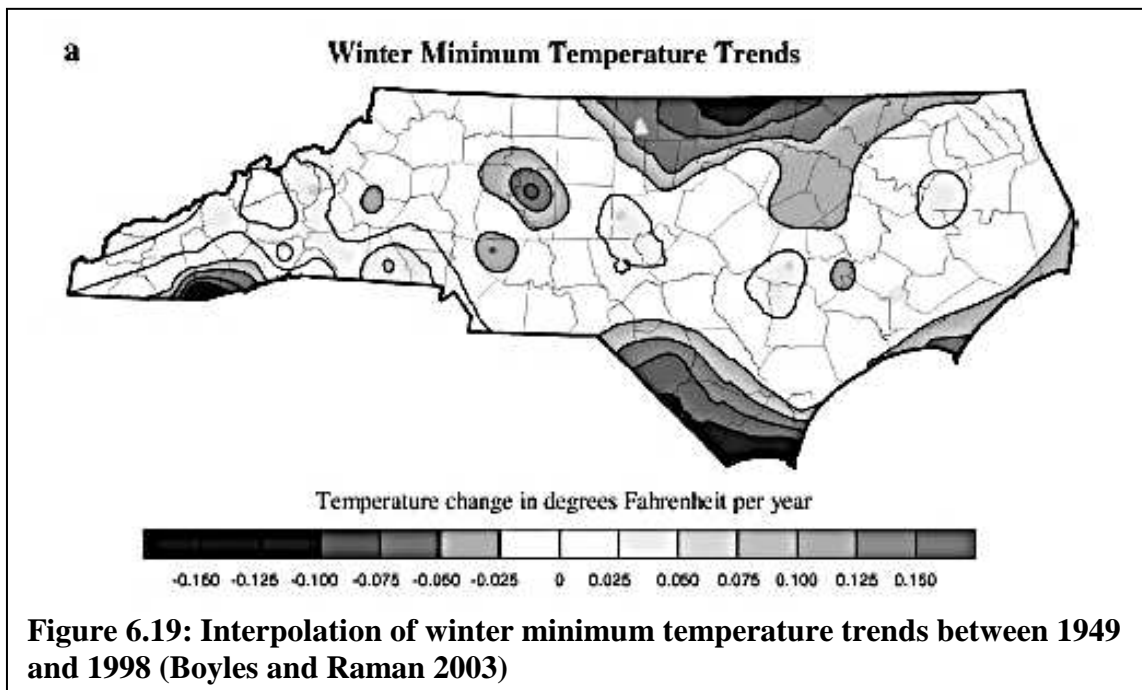 a
Winter Minimum Temperature Trends
Temperature change in degrees Fahrenheit per year
-0.150 -0.125 -0.100 -0.075 -0.050 -0.025 0 0.025 0.050 0.075 0.100 0.125 0.150
Figure 6.19: Interpolation of winter minimum temperature trends between 1949
and 1998 (Boyles and Raman 2003)